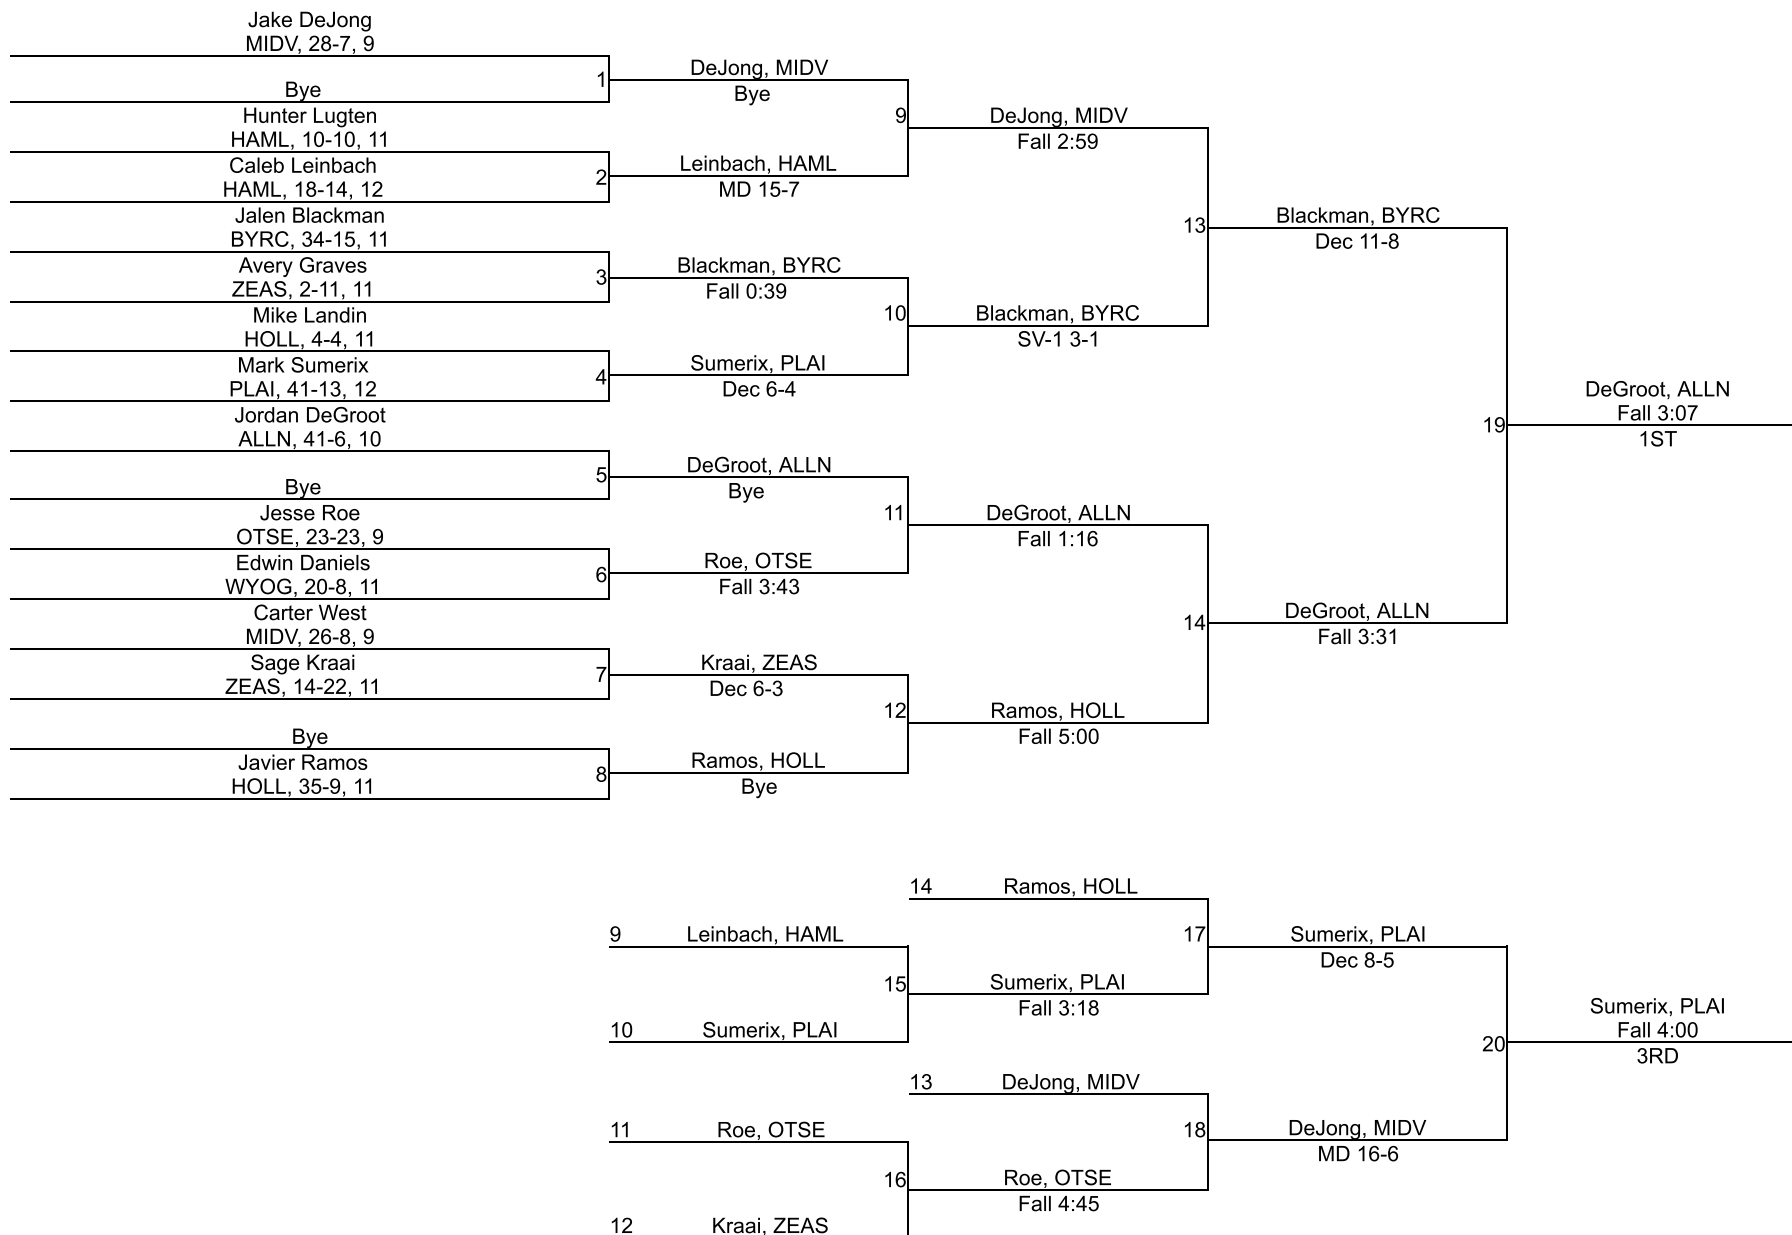 Jake DeJong
MIDV, 28-7, 9
Bye
Hunter Lugten
HAML, 10-10, 11
Caleb Leinbach
HAML, 18-14, 12
Jalen Blackman
BYRC, 34-15, 11
Avery Graves
ZEAS, 2-11, 11
Mike Landin
HOLL, 4-4, 11
Mark Sumerix
PLAI, 41-13, 12
Jordan DeGroot
ALLN, 41-6, 10
Bye
Jesse Roe
OTSE, 23-23, 9
Edwin Daniels
WYOG, 20-8, 11
Carter West
MIDV, 26-8, 9
Sage Kraai
ZEAS, 14-22, 11
Bye
Javier Ramos
HOLL, 35-9, 11
1
DeJong, MIDV
Bye
2
Leinbach, HAML
MD 15-7
3
Blackman, BYRC
Fall 0:39
4
Sumerix, PLAI
Dec 6-4
5
DeGroot, ALLN
Bye
6
Roe, OTSE
Fall 3:43
7
Kraai, ZEAS
Dec 6-3
8
Ramos, HOLL
Bye
9
DeJong, MIDV
Fall 2:59
10
Blackman, BYRC
SV-1 3-1
11
DeGroot, ALLN
Fall 1:16
12
Ramos, HOLL
Fall 5:00
13
Blackman, BYRC
Dec 11-8
14
DeGroot, ALLN
Fall 3:31
19
DeGroot, ALLN
Fall 3:07
1ST
9 Leinbach, HAML
10 Sumerix, PLAI
11 Roe, OTSE
12 Kraai, ZEAS
14 Ramos, HOLL
15
Sumerix, PLAI
Fall 3:18
13 DeJong, MIDV
16
Roe, OTSE
Fall 4:45
17
Sumerix, PLAI
Dec 8-5
18
DeJong, MIDV
MD 16-6
20
Sumerix, PLAI
Fall 4:00
3RD